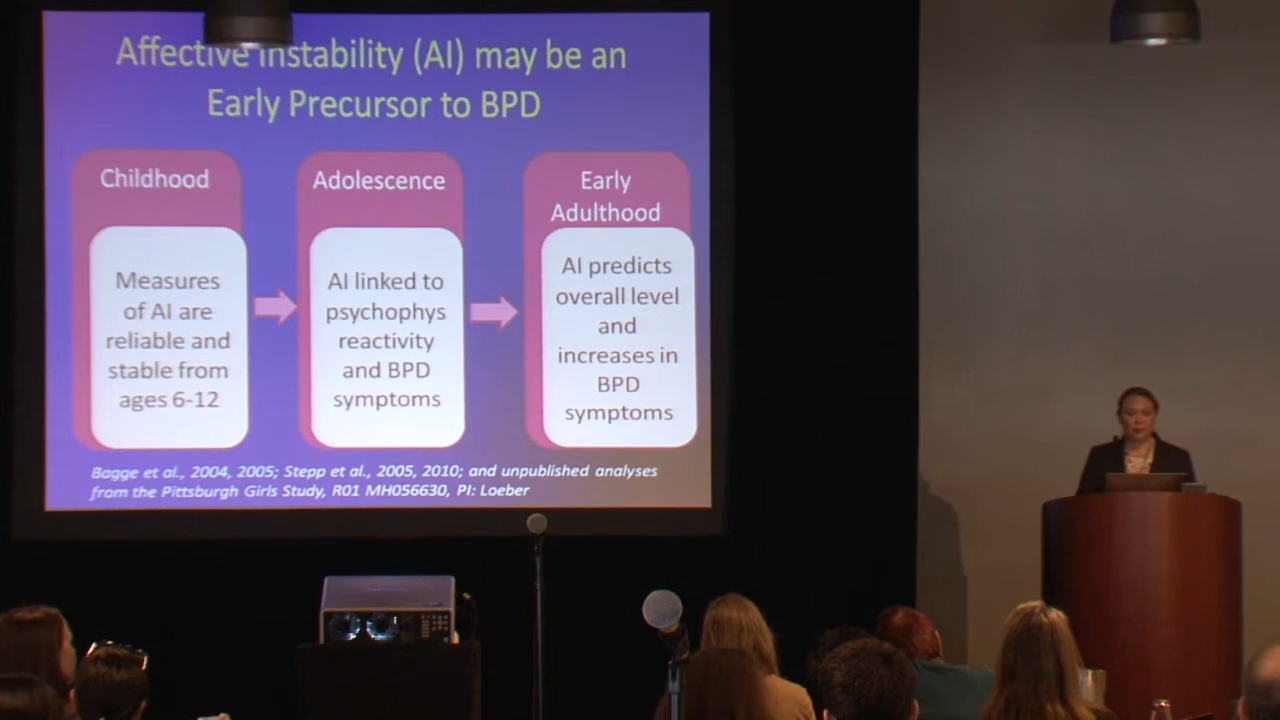 Affective Instability (AI) may be an
Early Precursor to BPD
Childhood
Measures
of AI are
reliable and
stable from
ages 6-12
Adolescence
AI linked to
psychophys
reactivity
and BPD
symptoms
Early
Adulthood
AI predicts
overall level
and
increases in
BPD
symptoms
Bagge et al., 2004, 2005; Stepp et al., 2005, 2010; and unpublished analyses
from the Pittsburgh Girls Study, R01 MH056630, PI: Loeber